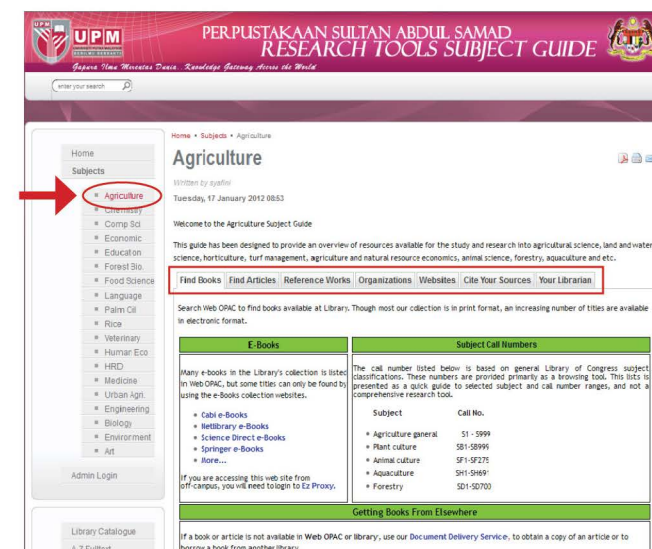 UPM
UPM
PERPUSTAKAAN SULTAN ABDUL SAMAD
RESEARCH TOOLS SUBJECT GUIDE
Gapura Ilmu Merentas Dunia..Knowledge Gateway Across the World
enter your search
Home • Subjects • Agriculture
Home
Subjects
Agriculture
Chemistry
Comp Sci.
Economic
Education
Forest Bio.
Food Science
Language
Palm Oil
Rice
Veterinary
Human Eco
HRD
Medicine
Urban Agri.
Engineering
Biology
Environment
Art
Admin Login
Library Catalogue
Agriculture
Written by syafini
Tuesday, 17 January 2012 08:53
Welcome to the Agriculture Subject Guide
This guide has been designed to provide an overview of resources available for the study and research into agricultural science, land and water
science, horticulture, turf management, agriculture and natural resource economics, animal science, forestry, aquaculture and etc.
Find Books Find Articles Reference Works Organizations Websites Cite Your Sources Your Librarian
Search Web OPAC to find books available at Library. Though most our collection is in print format, an increasing number of titles are available
in electronic format.
E-Books
Many e-books in the Library's collection is listed
in Web OPAC, but some titles can only be found by
using the e-Books collection websites.
Cabi e-Books
Netlibrary e-Books
Science Direct e-Books
Springer e-Books
More...
If you are accessing this web site from
off-campus, you will need to login to Ez Proxy.
Subject Call Numbers
The call number listed below is based on general Library of Congress subject
classifications. These numbers are provided primarily as a browsing tool. This lists is
presented as a quick guide to selected subject and call number ranges, and not a
comprehensive research tool.
Subject Call No.
Agriculture general S1 - S999
Plant culture SB1-SB999
Animal culture SF1-SF275
Aquaculture SH1-SH691
Forestry SD1-SD700
Getting Books From Elsewhere
If a book or article is not available in Web OPAC or library, use our Document Delivery Service, to obtain a copy of an article or to
borrow a book from another library